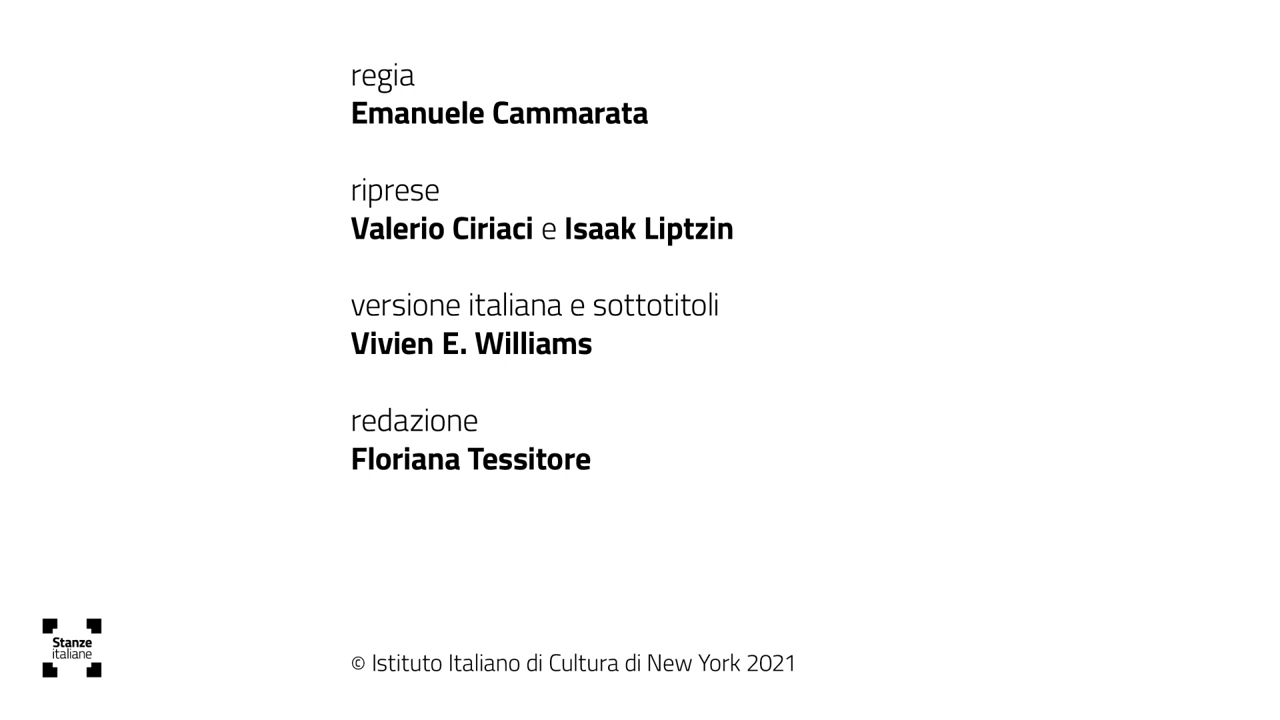 regia
Emanuele Cammarata
riprese
Valerio Ciriaci e Isaak Liptzin
versione italiana e sottotitoli
Vivien E. Williams
redazione
Floriana Tessitore
Stanze
italiane
© Istituto Italiano di Cultura di New York 2021